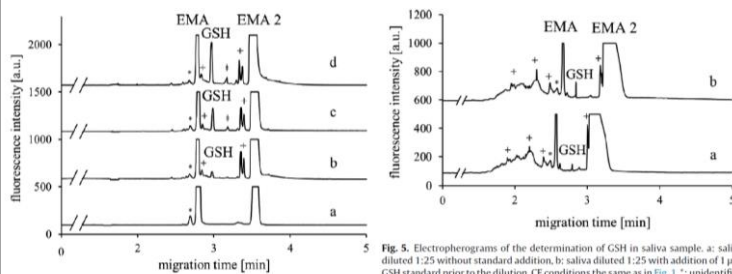 EMA EMA 2
GSH
d
GSH
c
GSH
b
a
2000
1500
1000
500
0
fluorescence intensity [a.u.]
0 2 3 4 5
migration time [min]
EMA EMA 2
GSH
b
GSH
a
1200
1000
800
600
400
200
0
fluorescence intensity [a.u.]
2 3 4 5
migration time [min]
Fig. 5. Electropherograms of the determination of GSH in saliva sample. a:
diluted 1:25 without standard addition, b: saliva diluted 1:25 with addition of 1
GSH standard prior to the dilution. CE conditions the same as in Fig. 1.